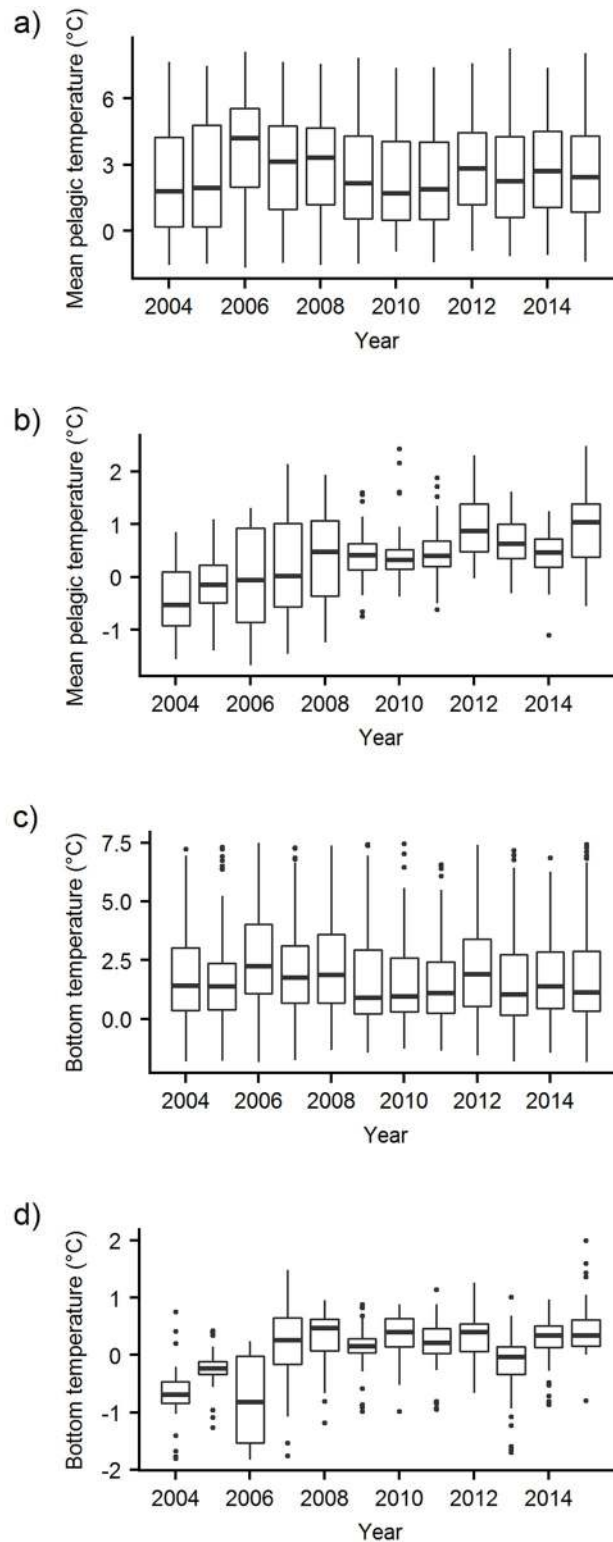 a)
Mean pelagic temperature (°C)
6
3
0
2004 2006 2008 2010 2012 2014
Year
b)
Mean pelagic temperature (°C)
2
1
0
-1
2004 2006 2008 2010 2012 2014
Year
c)
Bottom temperature (°C)
7.5
5.0
2.5
0.0
2004 2006 2008 2010 2012 2014
Year
d)
Bottom temperature (°C)
2
1
0
-1
-2
2004 2006 2008 2010 2012 2014
Year